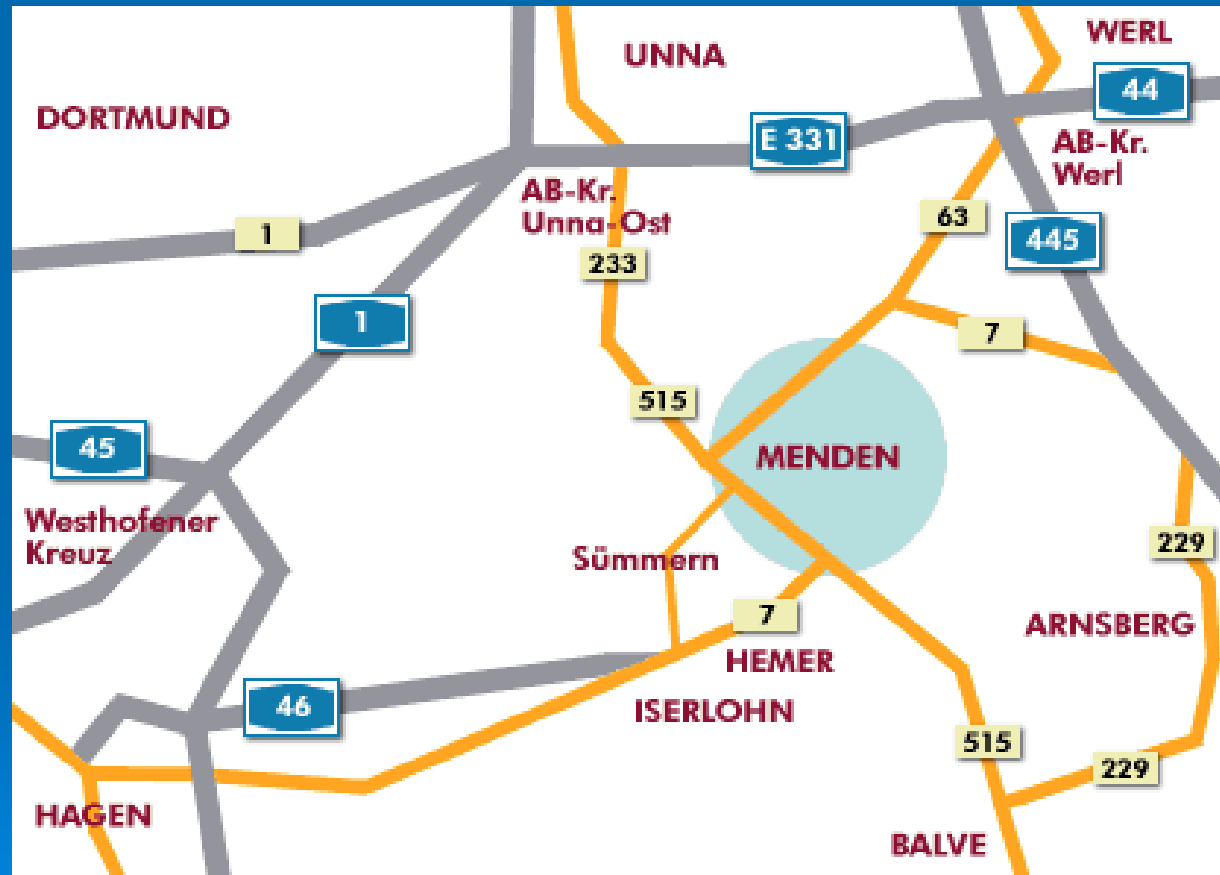 WERL
UNNA
44
DORTMUND
E 331
AB-Kr.
Werl
AB-Kr.
Unna-Ost
63
1
445
233
1
7
515
45
MENDEN
Westhofener
Kreuz
229
Sümmern
7
ARNSBERG
HEMER
46
ISERLOHN
515
229
HAGEN
BALVE